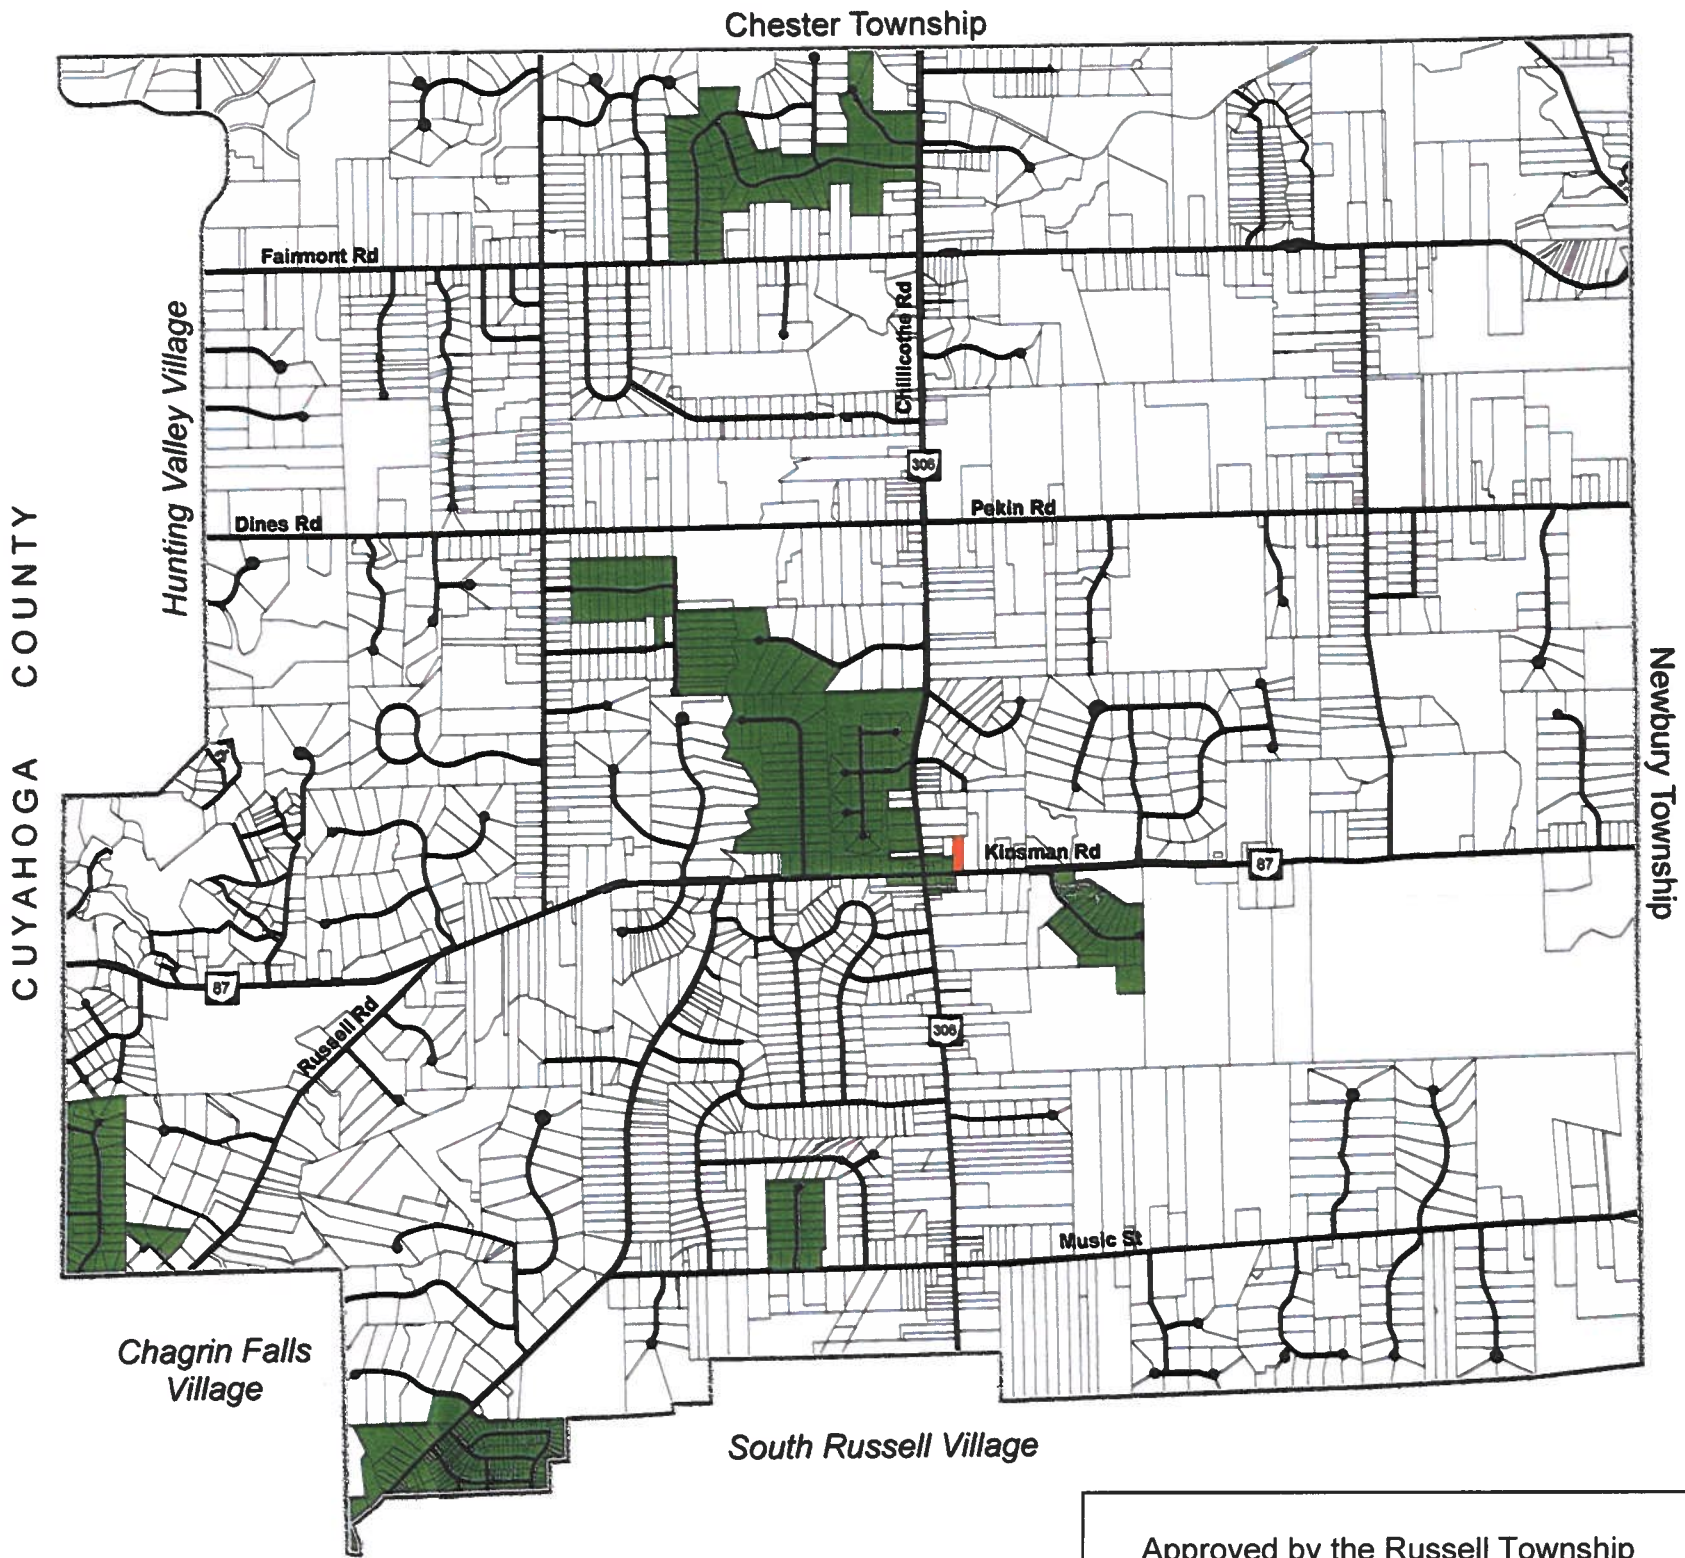 Chester Township
Fairmont Rd
Chillicothe Rd
Hunting Valley Village
306
Pekin Rd
Dines Rd
CUYAHOGA COUNTY
Newbury Township
Kinsman Rd
87
87
Russell Rd
306
Music St
Chagrin Falls
Village
South Russell Village
Approved by the Russell Township